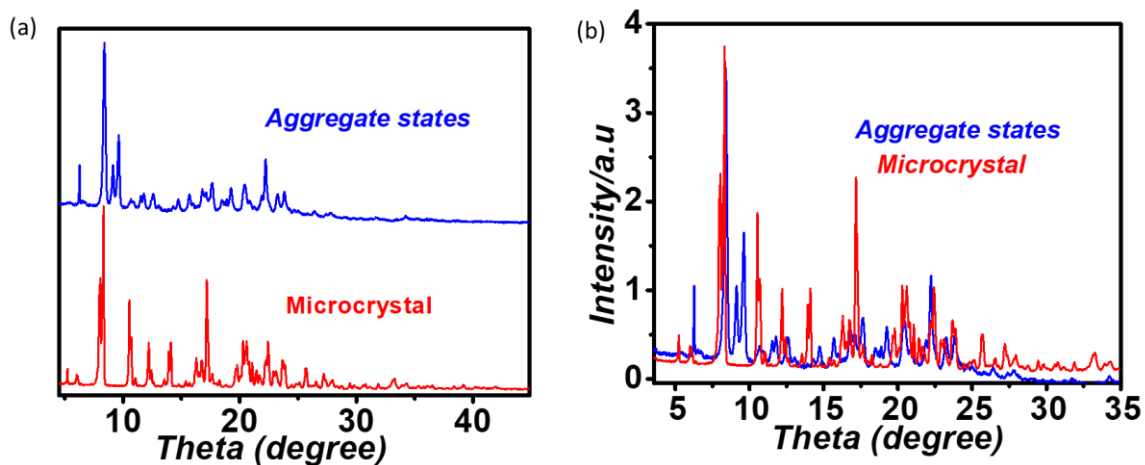 (a)
Aggregate states
Microcrystal
10 20 30 40
Theta (degree)
(b)
Intensity/a.u
4
3
2
1
0
Aggregate states
Microcrystal
5 10 15 20 25 30 35
Theta (degree)